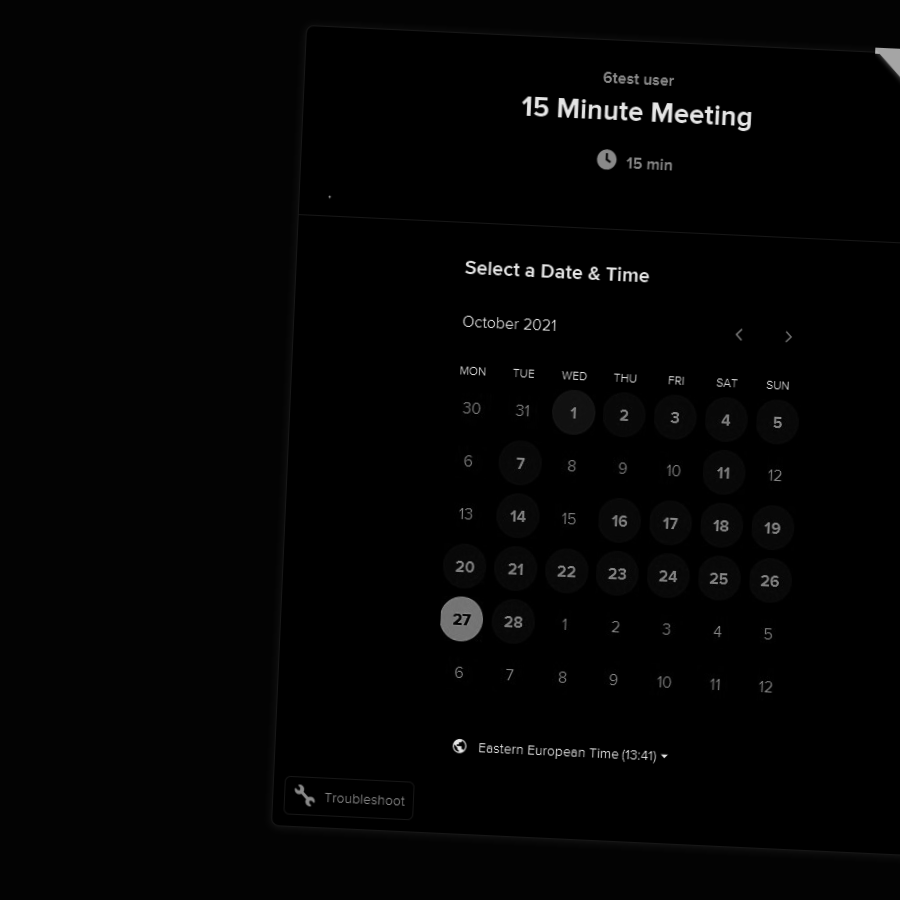 6test user
15 Minute Meeting
15 min
Select a Date & Time
October 2021
MON TUE WED THU FRI SAT SUN
30 31 1 2 3 4 5
6 7 8 9 10 11 12
13 14 15 16 17 18 19
20 21 22 23 24 25 26
27 28 1 2 3 4 5
6 7 8 9 10 11 12
Eastern European Time (13:41)
Troubleshoot